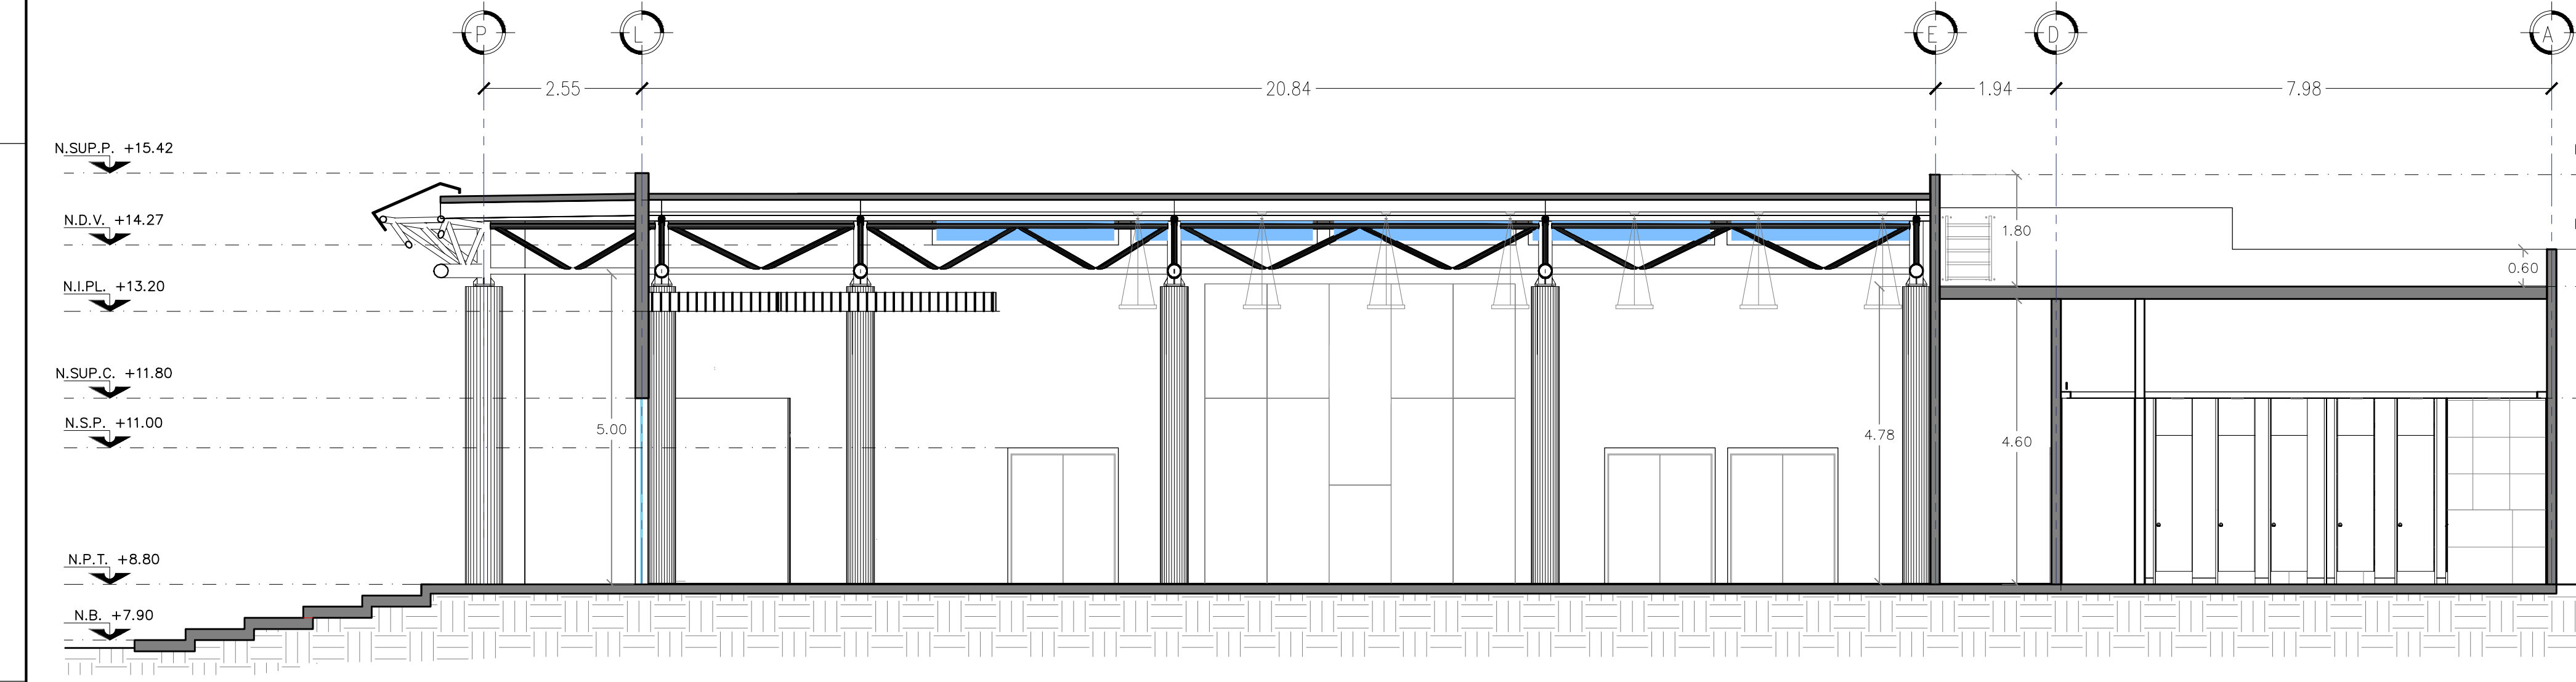 P L E D A
2.55 20.84 1.94 7.98
N.SUP.P. +15.42
N.D.V. +14.27
1.80
0.60
N.I.PL. +13.20
N.SUP.C. +11.80
N.S.P. +11.00
5.00 4.78 4.60
N.P.T. +8.80
N.B. +7.90